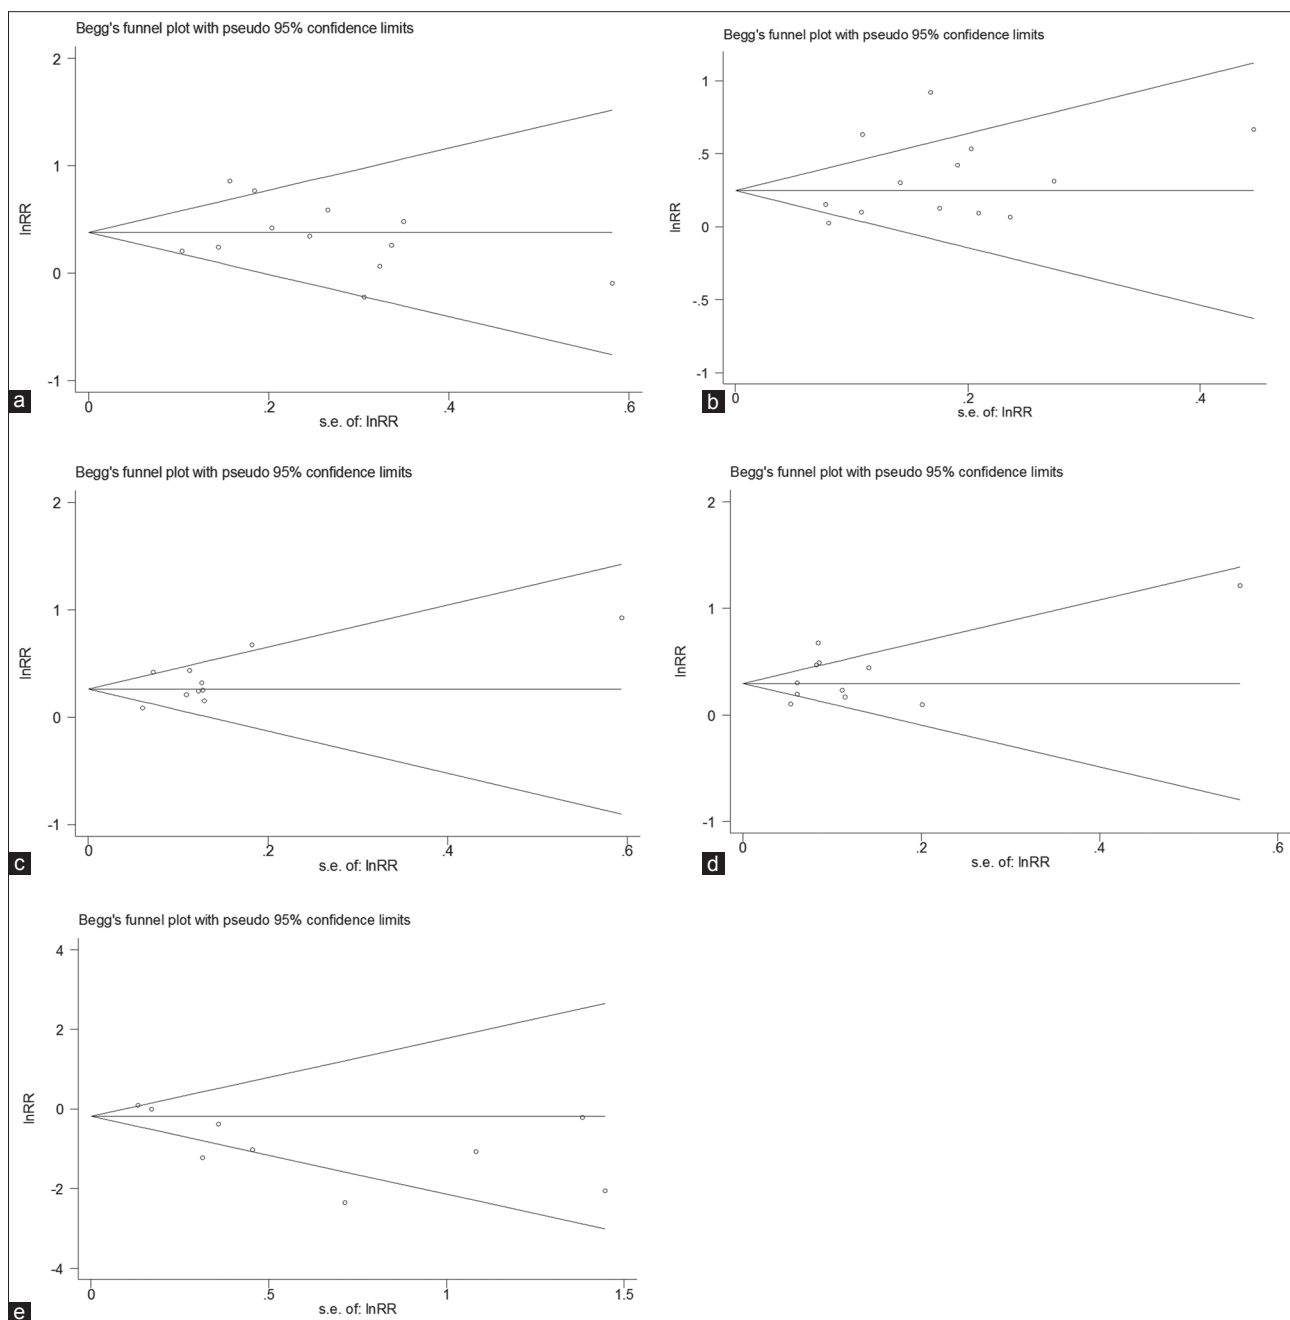 Begg's funnel plot with pseudo 95% confidence limits
2
1
0
-1
lnRR
0 .2 .4 .6
s.e. of: lnRR
a
Begg's funnel plot with pseudo 95% confidence limits
1
.5
0
-.5
-1
lnRR
0 .2 .4
s.e. of: lnRR
b
Begg's funnel plot with pseudo 95% confidence limits
2
1
0
-1
lnRR
0 .2 .4 .6
s.e. of: lnRR
c
Begg's funnel plot with pseudo 95% confidence limits
2
1
0
-1
lnRR
0 .2 .4 .6
s.e. of: lnRR
d
Begg's funnel plot with pseudo 95% confidence limits
4
2
0
-2
-4
lnRR
0 .5 1 1.5
s.e. of: lnRR
e